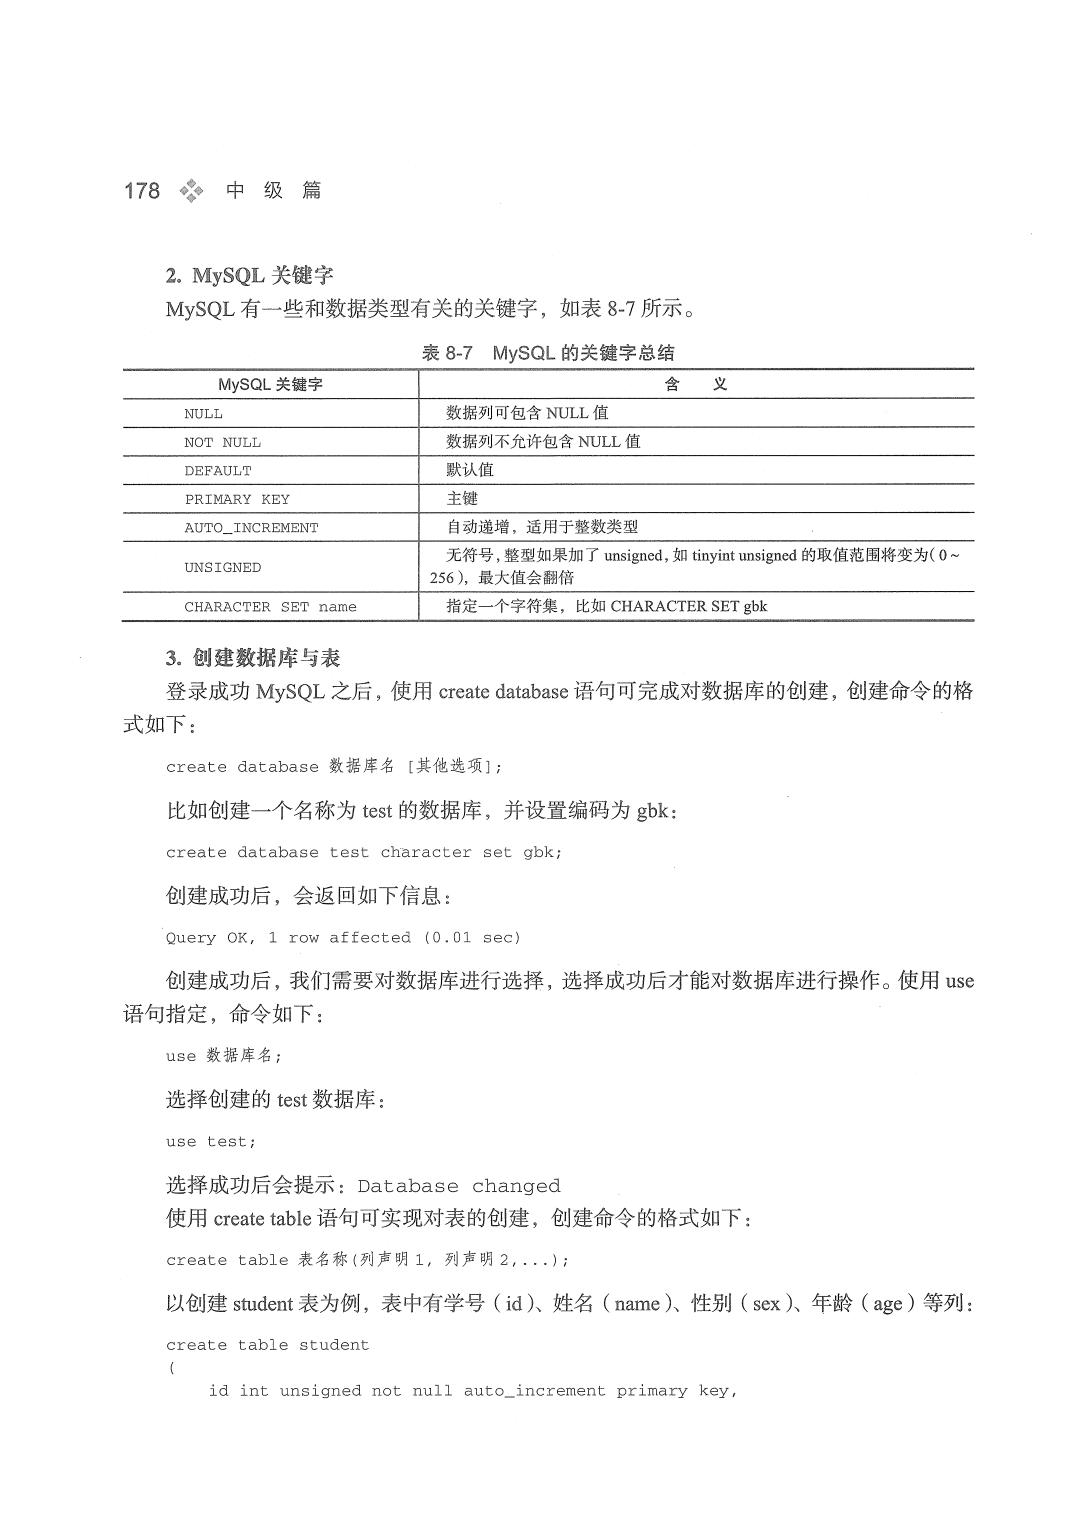 178 中 级 篇
2. MySQL 关键字
MySQL 有一些和数据类型有关的关键字，如表 8-7 所示。
表 8-7 MySQL 的关键字总结
MySQL 关键字 含 义
NULL 数据列可包含 NULL 值
NOT NULL 数据列不允许包含 NULL 值
DEFAULT 默认值
PRIMARY KEY 主键
AUTO_INCREMENT 自动递增，适用于整数类型
UNSIGNED 无符号，整型如果加了 unsigned，如 tinyint unsigned 的取值范围将变为（0～
256），最大值会翻倍
CHARACTER SET name 指定一个字符集，比如 CHARACTER SET gbk
3. 创建数据库与表
登录成功 MySQL 之后，使用 create database 语句可完成对数据库的创建，创建命令的格
式如下：
create database 数据库名 [其他选项];
比如创建一个名称为 test 的数据库，并设置编码为 gbk：
create database test character set gbk;
创建成功后，会返回如下信息：
Query OK, 1 row affected (0.01 sec)
创建成功后，我们需要对数据库进行选择，选择成功后才能对数据库进行操作。使用 use
语句指定，命令如下：
use 数据库名;
选择创建的 test 数据库：
use test;
选择成功后会提示：Database changed
使用 create table 语句可实现对表的创建，创建命令的格式如下：
create table 表名称(列声明1, 列声明2,...);
以创建 student 表为例，表中有学号（id）、姓名（name）、性别（sex）、年龄（age）等列：
create table student
(
id int unsigned not null auto_increment primary key,